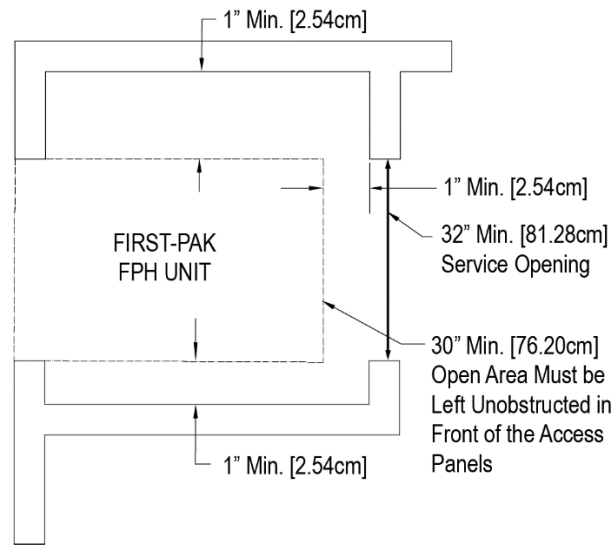 1” Min. [2.54cm]
1” Min. [2.54cm]
FIRST-PAK
FPH UNIT
32” Min. [81.28cm]
Service Opening
30” Min. [76.20cm]
Open Area Must be
Left Unobstructed in
Front of the Access
Panels
1” Min. [2.54cm]